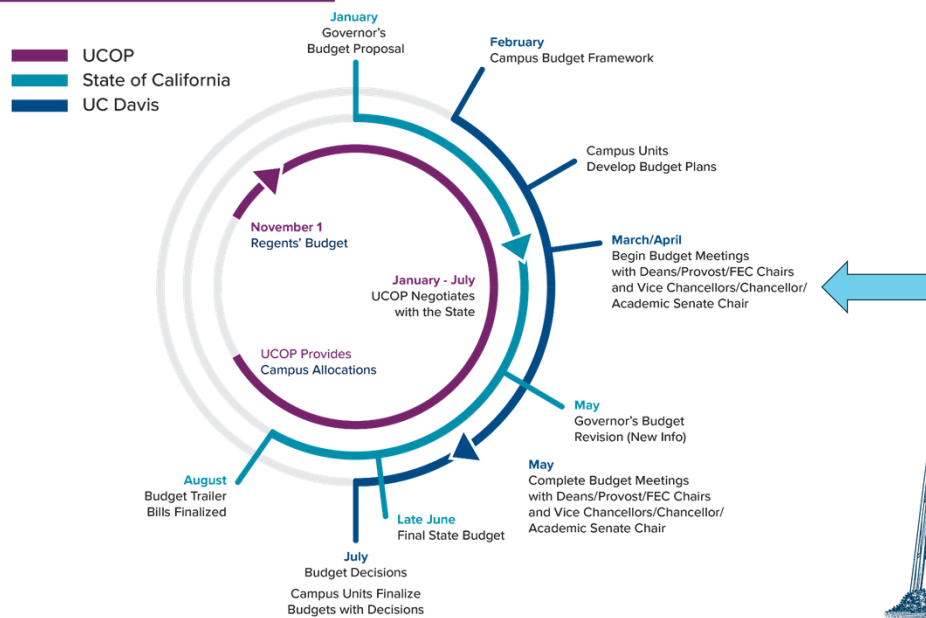 UCOP
State of California
UC Davis
January
Governor's
Budget Proposal
February
Campus Budget Framework
Campus Units
Develop Budget Plans
March/April
Begin Budget Meetings
with Deans/Provost/FEC Chairs
and Vice Chancellors/Chancellor/
Academic Senate Chair
November 1
Regents' Budget
January - July
UCOP Negotiates
with the State
UCOP Provides
Campus Allocations
May
Governor's Budget
Revision (New Info)
May
Complete Budget Meetings
with Deans/Provost/FEC Chairs
and Vice Chancellors/Chancellor/
Academic Senate Chair
August
Budget Trailer
Bills Finalized
Late June
Final State Budget
July
Budget Decisions
Campus Units Finalize
Budgets with Decisions